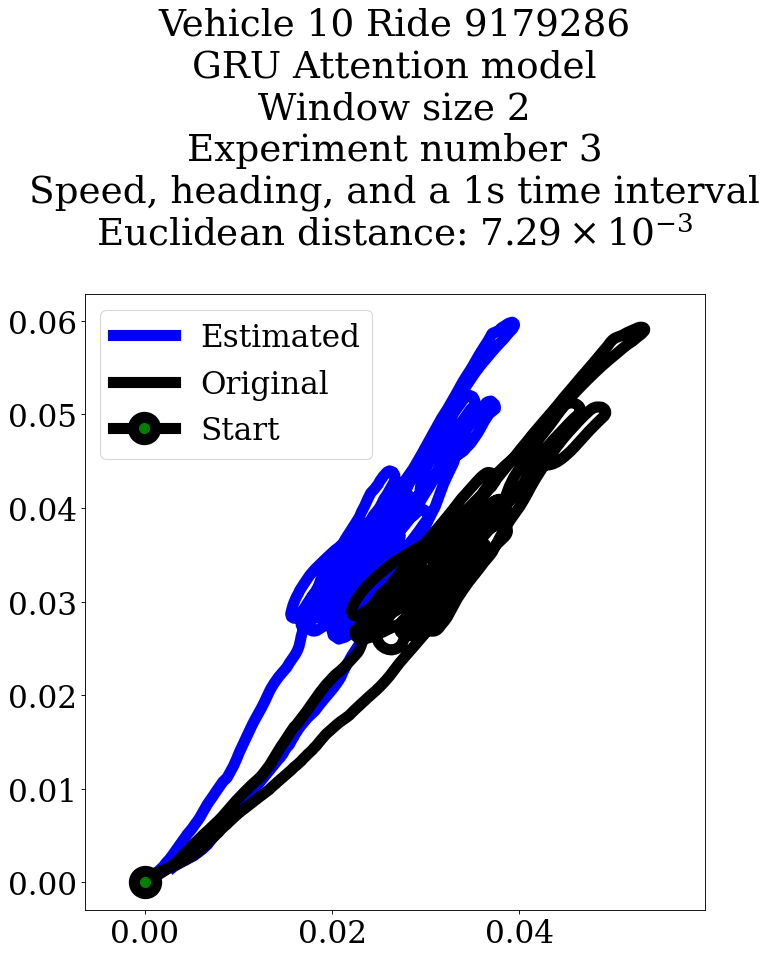 Vehicle 10 Ride 9179286
GRU Attention model
Window size 2
Experiment number 3
Speed, heading, and a 1s time interval
Euclidean distance: 7.29 × 10⁻³
0.06
Estimated
0.05
Original
Start
0.04
0.03
0.02
0.01
0.00
0.00 0.02 0.04